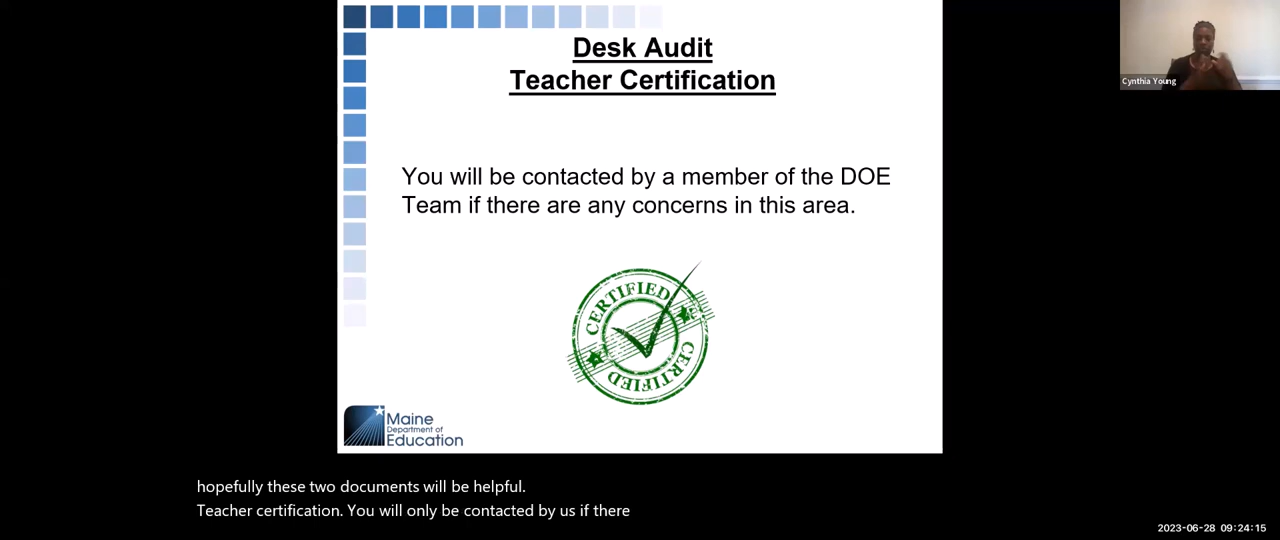 Desk Audit
Teacher Certification
Cynthia Young
You will be contacted by a member of the DOE
Team if there are any concerns in this area.
CERTIFIED
CERTIFIED
Maine
Department of
Education
hopefully these two documents will be helpful.
Teacher certification. You will only be contacted by us if there
2023-06-28 09:24:15